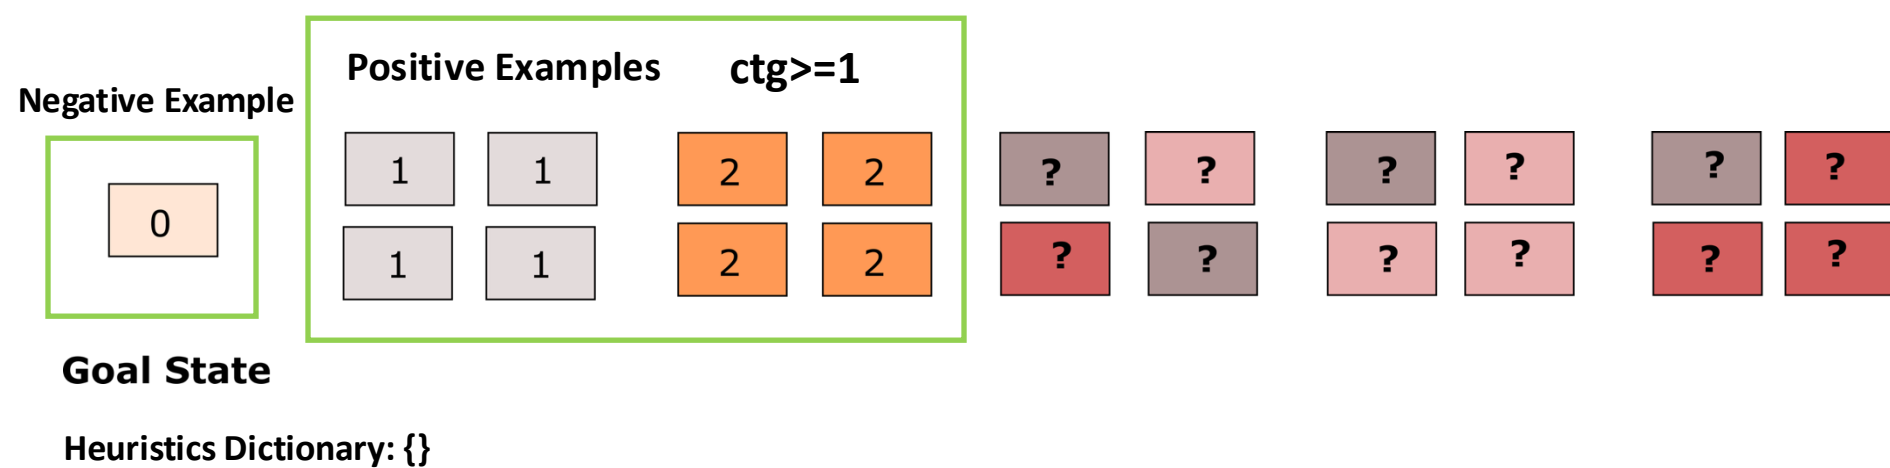 Positive Examples ctg>=1
Negative Example
0
1 1 2 2 ? ? ? ? ? ?
1 1 2 2 ? ? ? ? ? ?
Goal State
Heuristics Dictionary: {}